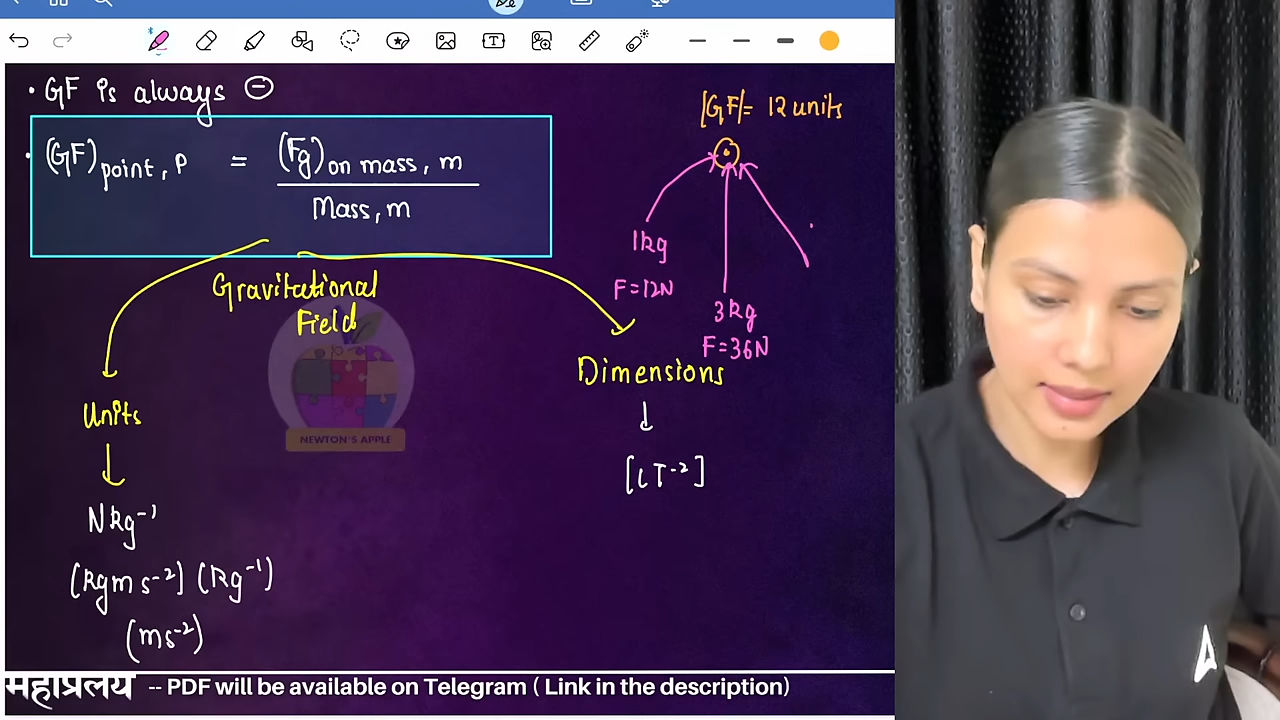 • GF is always ⊖
• (GF)point, P = (Fg)on mass, m / Mass, m
|GF|= 12 units
1kg
F=12N
3kg
F=36N
Gravitational
Field
Units
↓
Nkg⁻¹
(kgm s⁻²) (kg⁻¹)
(ms⁻²)
Dimensions
↓
[LT⁻²]
NEWTON'S APPLE
महाप्रलय -- PDF will be available on Telegram ( Link in the description)